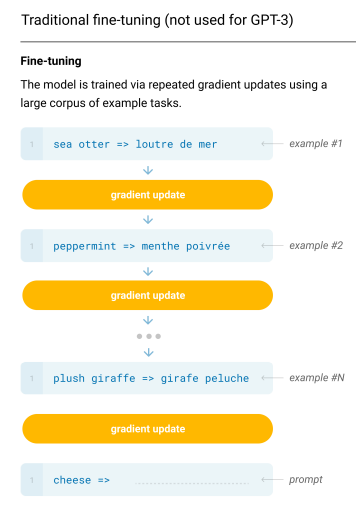 Traditional fine-tuning (not used for GPT-3)
Fine-tuning
The model is trained via repeated gradient updates using a
large corpus of example tasks.
1 sea otter => loutre de mer example #1
gradient update
1 peppermint => menthe poivrée example #2
gradient update
1 plush giraffe => girafe peluche example #N
gradient update
1 cheese => prompt